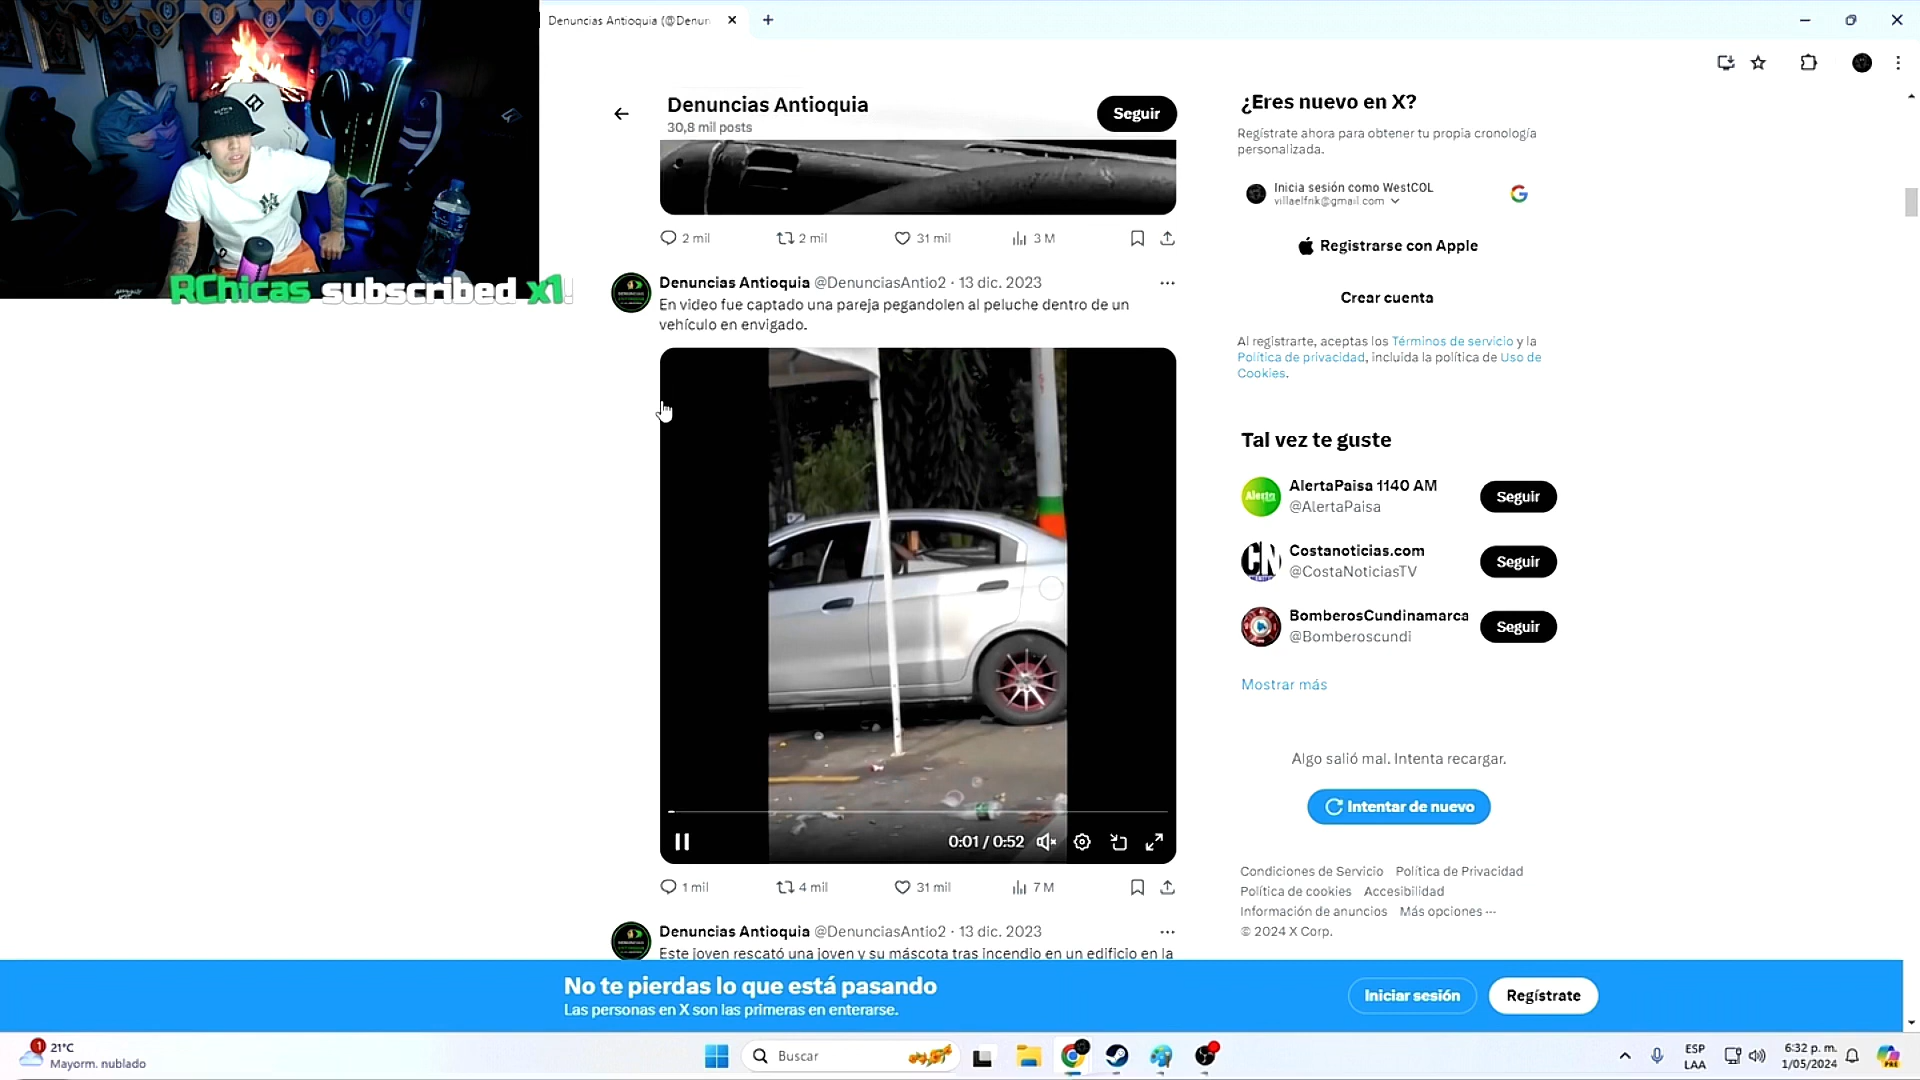 Denuncias Antioquia (@Denun
RChicas subscribed x1!
Denuncias Antioquia
30,8 mil posts
Seguir
2 mil
2 mil
31 mil
3 M
Denuncias Antioquia @DenunciasAntio2 · 13 dic. 2023
En video fue captado una pareja pegandolen al peluche dentro de un
vehículo en envigado.
0:01 / 0:52
1 mil
4 mil
31 mil
7 M
Denuncias Antioquia @DenunciasAntio2 · 13 dic. 2023
Este joven rescató una joven y su máscota tras incendio en un edificio en la
¿Eres nuevo en X?
Regístrate ahora para obtener tu propia cronología
personalizada.
Inicia sesión como WestCOL
villaelfnk@gmail.com
Registrarse con Apple
Crear cuenta
Al registrarte, aceptas los Términos de servicio y la
Política de privacidad, incluida la política de Uso de
Cookies.
Tal vez te guste
Alerta
AlertaPaisa 1140 AM
@AlertaPaisa
Seguir
CN
Costanoticias.com
@CostaNoticiasTV
Seguir
BomberosCundinamarca
@Bomberoscundi
Seguir
Mostrar más
Algo salió mal. Intenta recargar.
Intentar de nuevo
Condiciones de Servicio Política de Privacidad
Política de cookies Accesibilidad
Información de anuncios Más opciones ···
© 2024 X Corp.
No te pierdas lo que está pasando
Las personas en X son las primeras en enterarse.
Iniciar sesión
Regístrate
1
21°C
Mayorm. nublado
Buscar
ESP
LAA
6:32 p. m.
1/05/2024
PRE